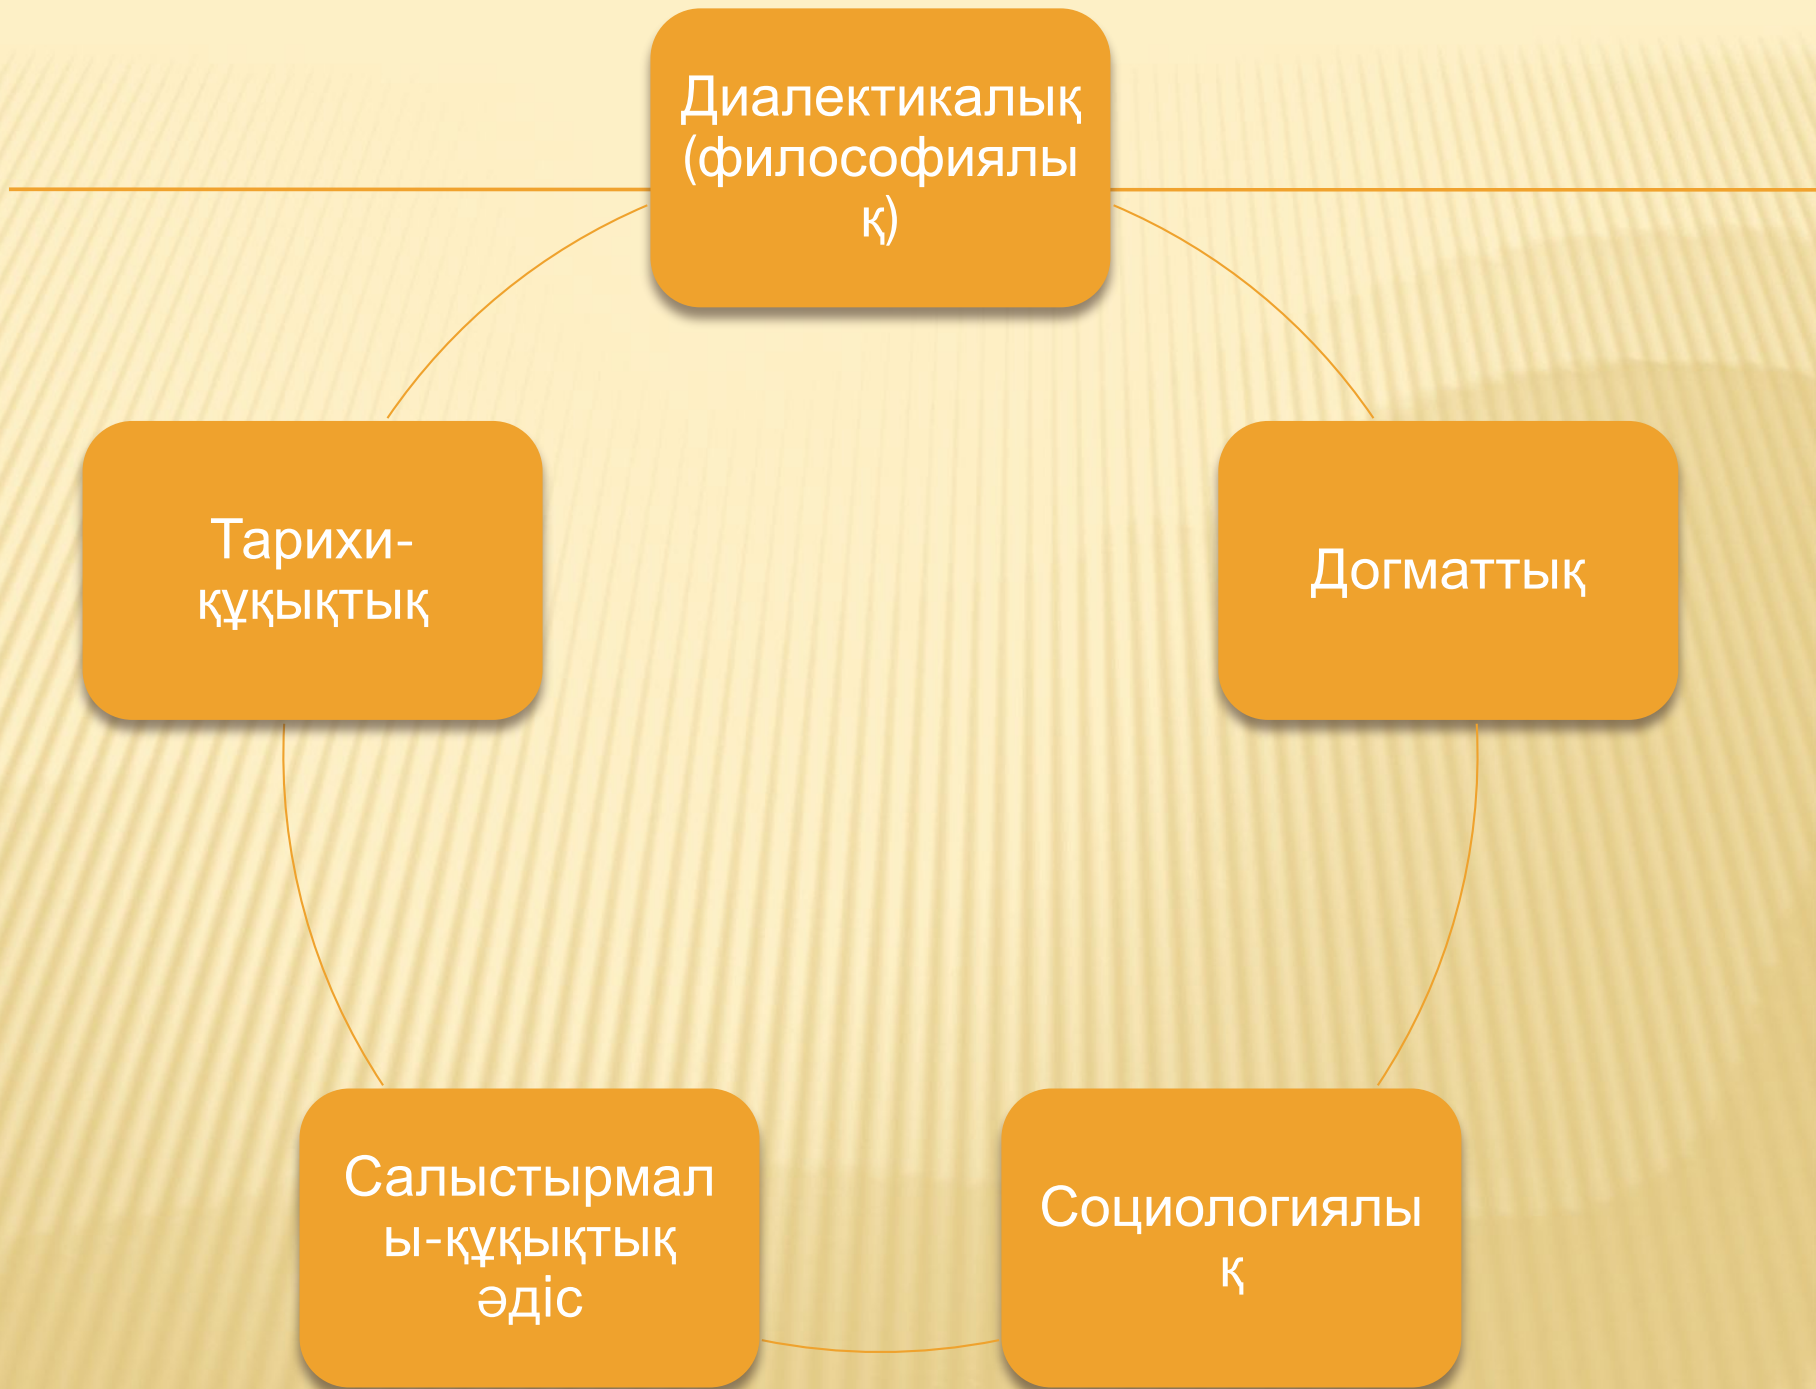 Диалектикалық
(философиялы
қ)
Догматтық
Социологиялы
қ
Салыстырмал
ы-құқықтық
әдіс
Тарихи-
құқықтық